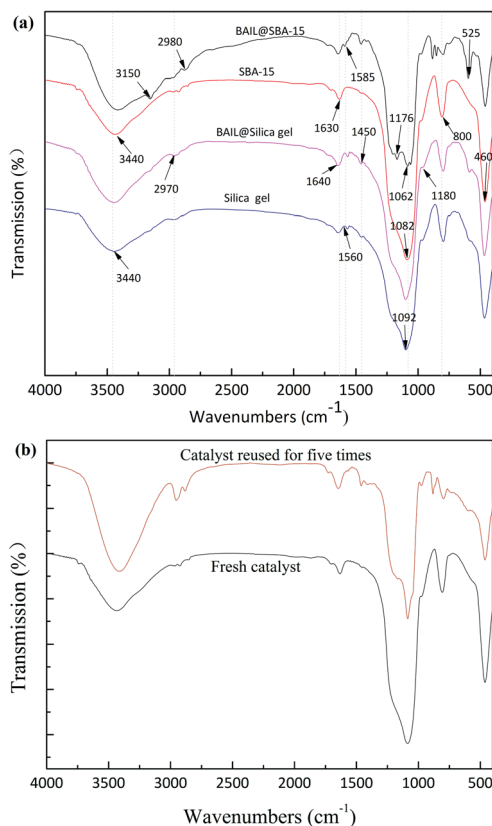 (a)
BAIL@SBA-15
2980
3150
525
1585
SBA-15
1630
1450
1176
800
460
3440
BAIL@Silica gel
2970
1640
1062
1180
1082
Silica gel
3440
1560
1092
Transmission (%)
4000 3500 3000 2500 2000 1500 1000 500
Wavenumbers (cm-1)
(b)
Catalyst reused for five times
Fresh catalyst
Transmission (%)
4000 3500 3000 2500 2000 1500 1000 500
Wavenumbers (cm-1)